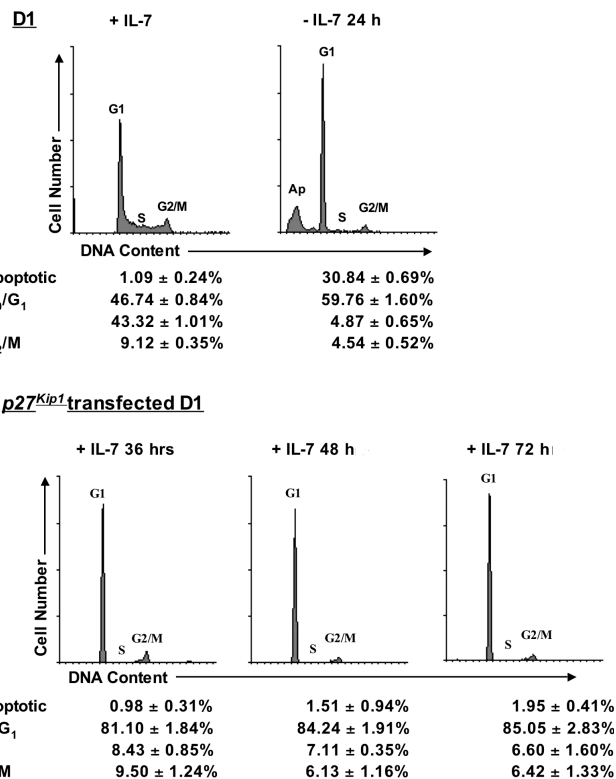 D1 + IL-7 - IL-7 24 h
G1 G1
S G2/M Ap S G2/M
Cell Number
DNA Content
poptotic 1.09 ± 0.24% 30.84 ± 0.69%
/G1 46.74 ± 0.84% 59.76 ± 1.60%
43.32 ± 1.01% 4.87 ± 0.65%
/M 9.12 ± 0.35% 4.54 ± 0.52%
p27Kip1 transfected D1
+ IL-7 36 hrs + IL-7 48 h + IL-7 72 h
G1 G1 G1
S G2/M S G2/M S G2/M
Cell Number
DNA Content
poptotic 0.98 ± 0.31% 1.51 ± 0.94% 1.95 ± 0.41%
G1 81.10 ± 1.84% 84.24 ± 1.91% 85.05 ± 2.83%
8.43 ± 0.85% 7.11 ± 0.35% 6.60 ± 1.60%
M 9.50 ± 1.24% 6.13 ± 1.16% 6.42 ± 1.33%